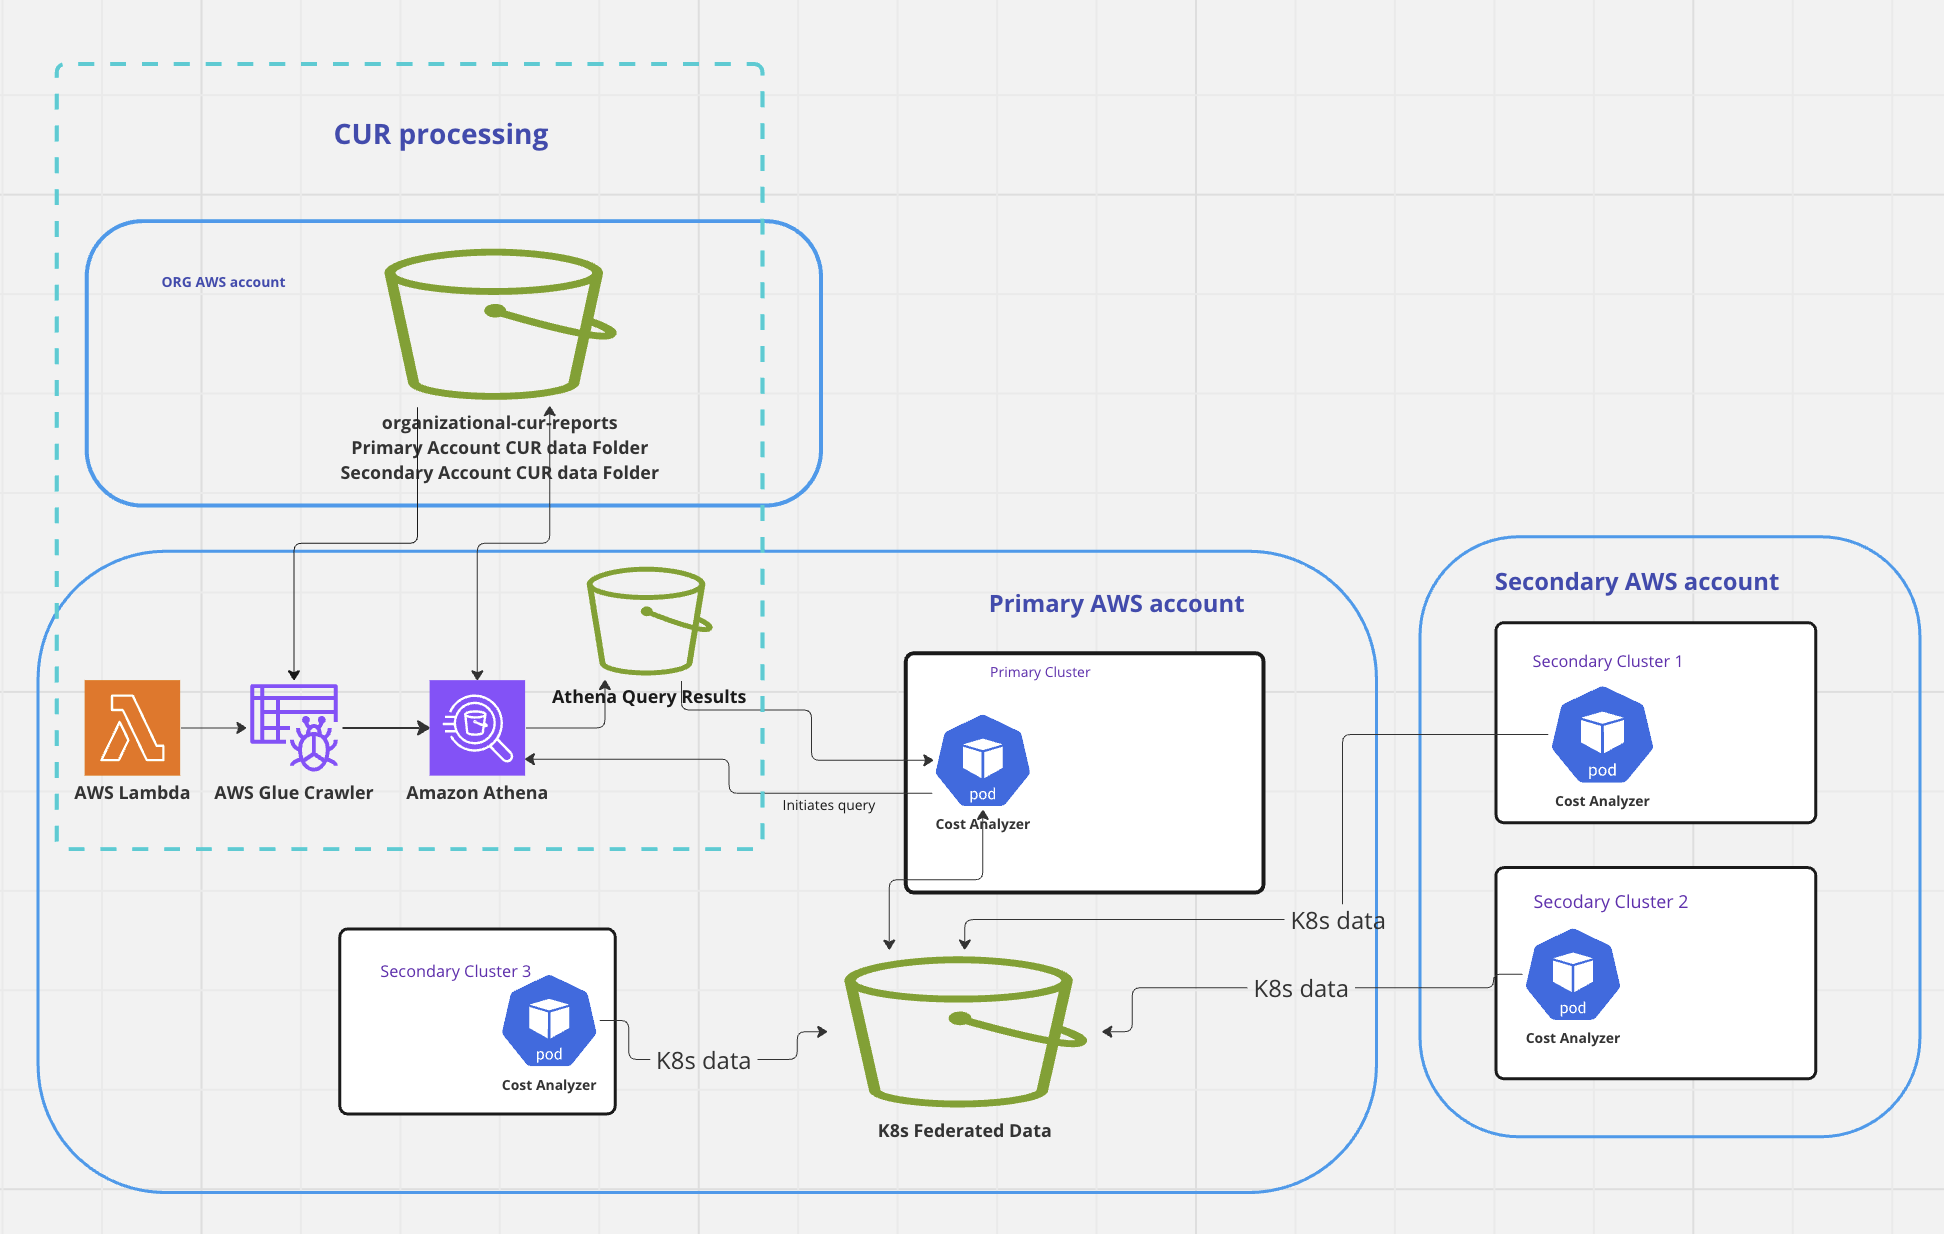 CUR processing
ORG AWS account
organizational-cur-reports
Primary Account CUR data Folder
Secondary Account CUR data Folder
Athena Query Results
AWS Lambda
AWS Glue Crawler
Amazon Athena
Initiates query
Primary AWS account
Primary Cluster
pod
Cost Analyzer
Secondary AWS account
Secondary Cluster 1
pod
Cost Analyzer
Secodary Cluster 2
pod
Cost Analyzer
K8s data
K8s data
Secondary Cluster 3
pod
Cost Analyzer
K8s data
K8s Federated Data